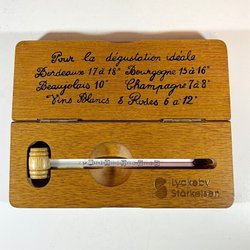 Pour la dégustation idéale
Bordeaux 17 à 18° Bourgogne 15 à 16°
Beaujolais 10° Champagne 7 à 8°
Vins Blancs & Rosés 6 à 12°
Lyckeby
Stärkelsen